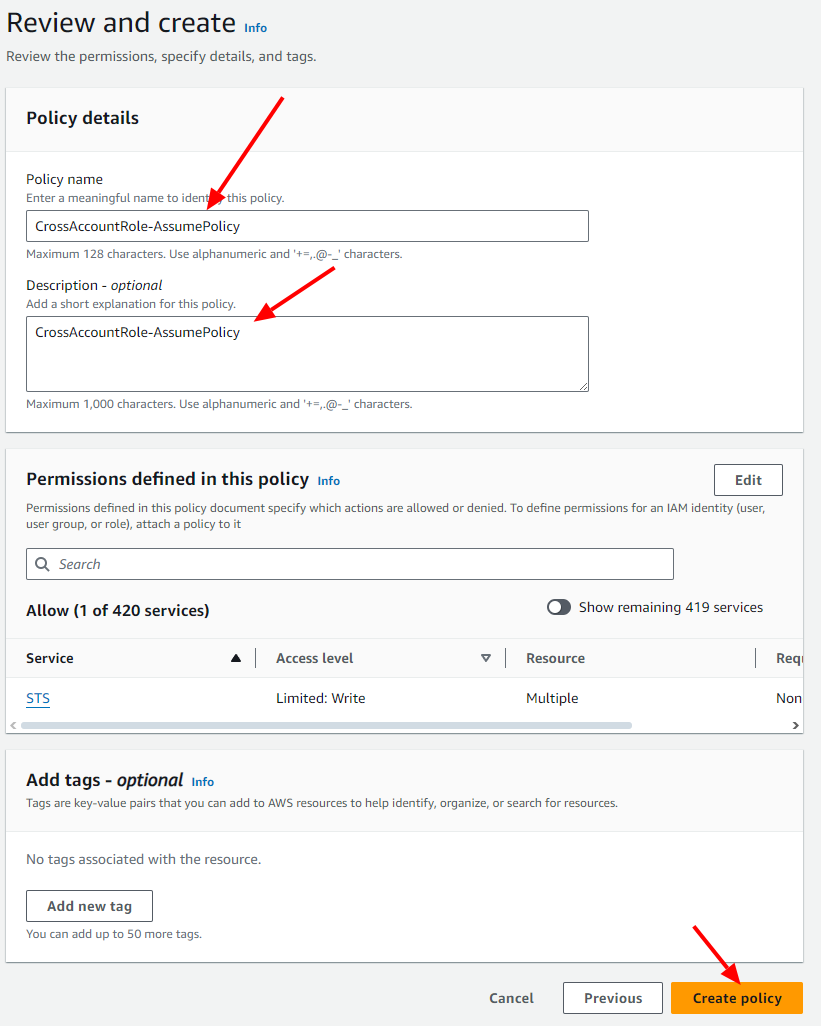 Review and create Info
Review the permissions, specify details, and tags.
Policy details
Policy name
Enter a meaningful name to identify this policy.
CrossAccountRole-AssumePolicy
Maximum 128 characters. Use alphanumeric and '+=,.@-_' characters.
Description - optional
Add a short explanation for this policy.
CrossAccountRole-AssumePolicy
Maximum 1,000 characters. Use alphanumeric and '+=,.@-_' characters.
Permissions defined in this policy Info
Edit
Permissions defined in this policy document specify which actions are allowed or denied. To define permissions for an IAM identity (user,
user group, or role), attach a policy to it
Search
Allow (1 of 420 services)
Show remaining 419 services
Service Access level Resource Requ
STS Limited: Write Multiple Non
Add tags - optional Info
Tags are key-value pairs that you can add to AWS resources to help identify, organize, or search for resources.
No tags associated with the resource.
Add new tag
You can add up to 50 more tags.
Cancel Previous Create policy